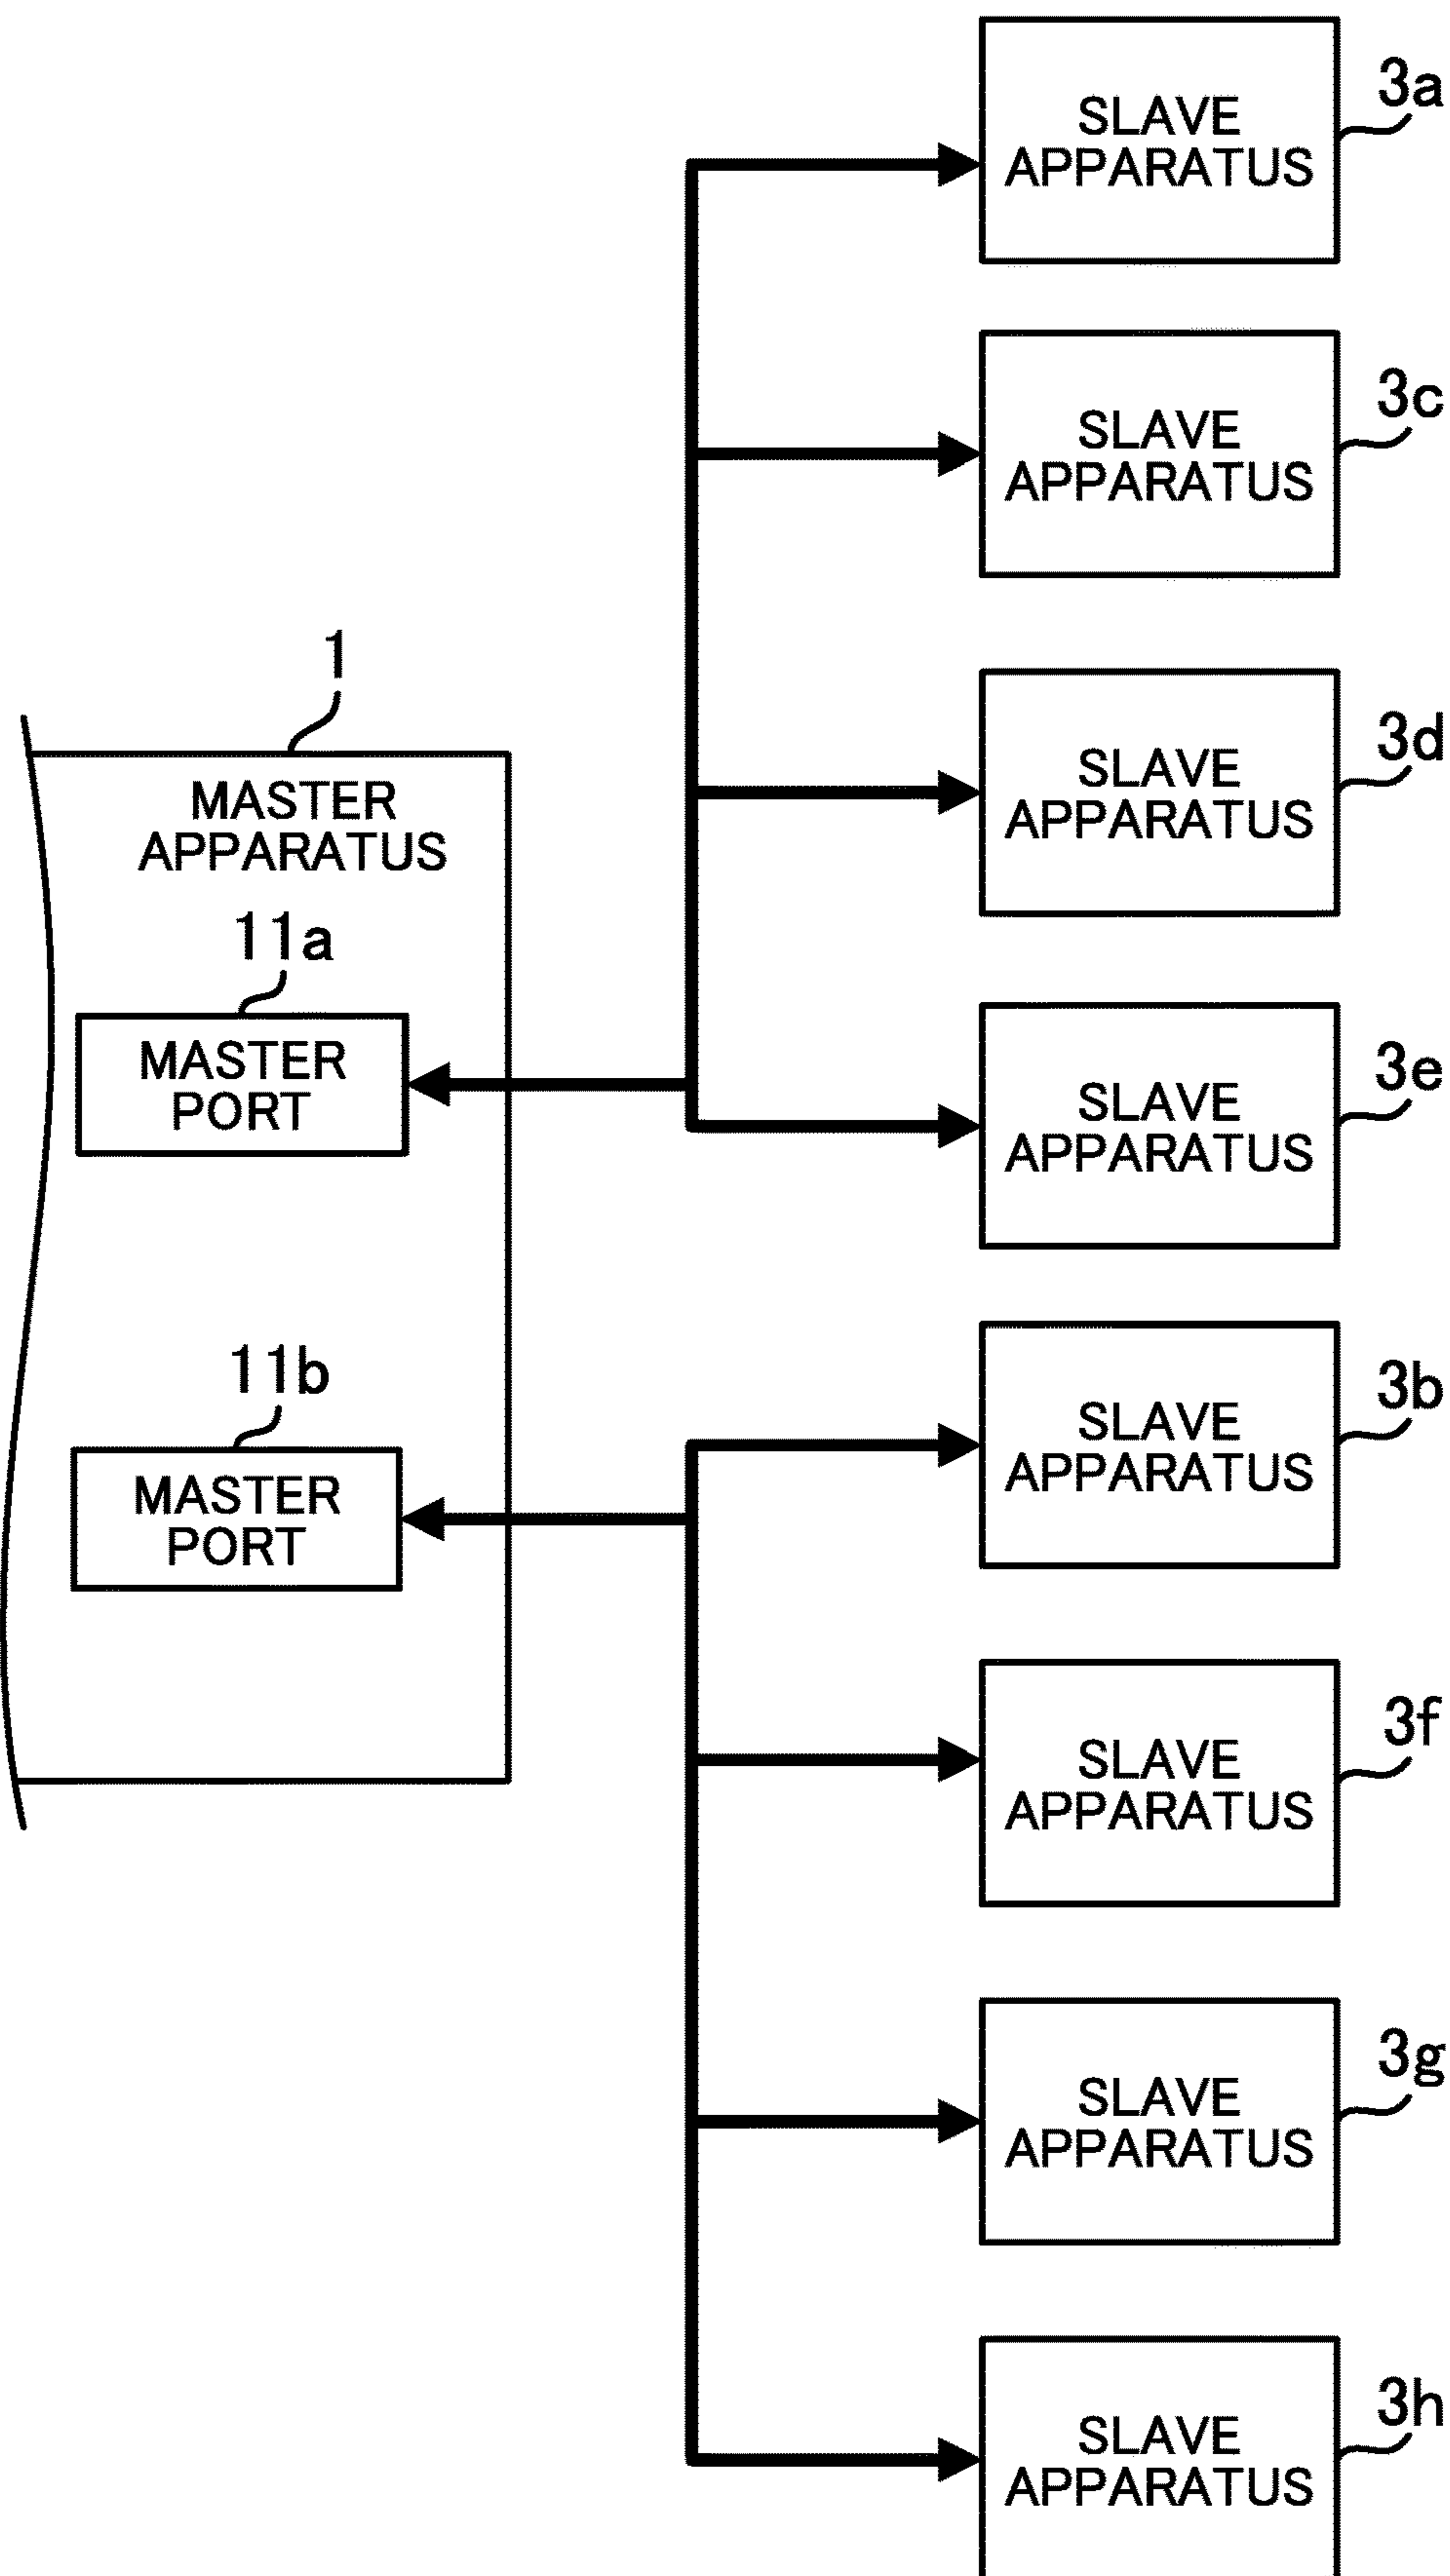 SLAVE
APPARATUS
3a
SLAVE
APPARATUS
3c
1
MASTER
APPARATUS
SLAVE
APPARATUS
3d
11a
MASTER
PORT
SLAVE
APPARATUS
3e
11b
MASTER
PORT
SLAVE
APPARATUS
3b
SLAVE
APPARATUS
3f
SLAVE
APPARATUS
3g
SLAVE
APPARATUS
3h